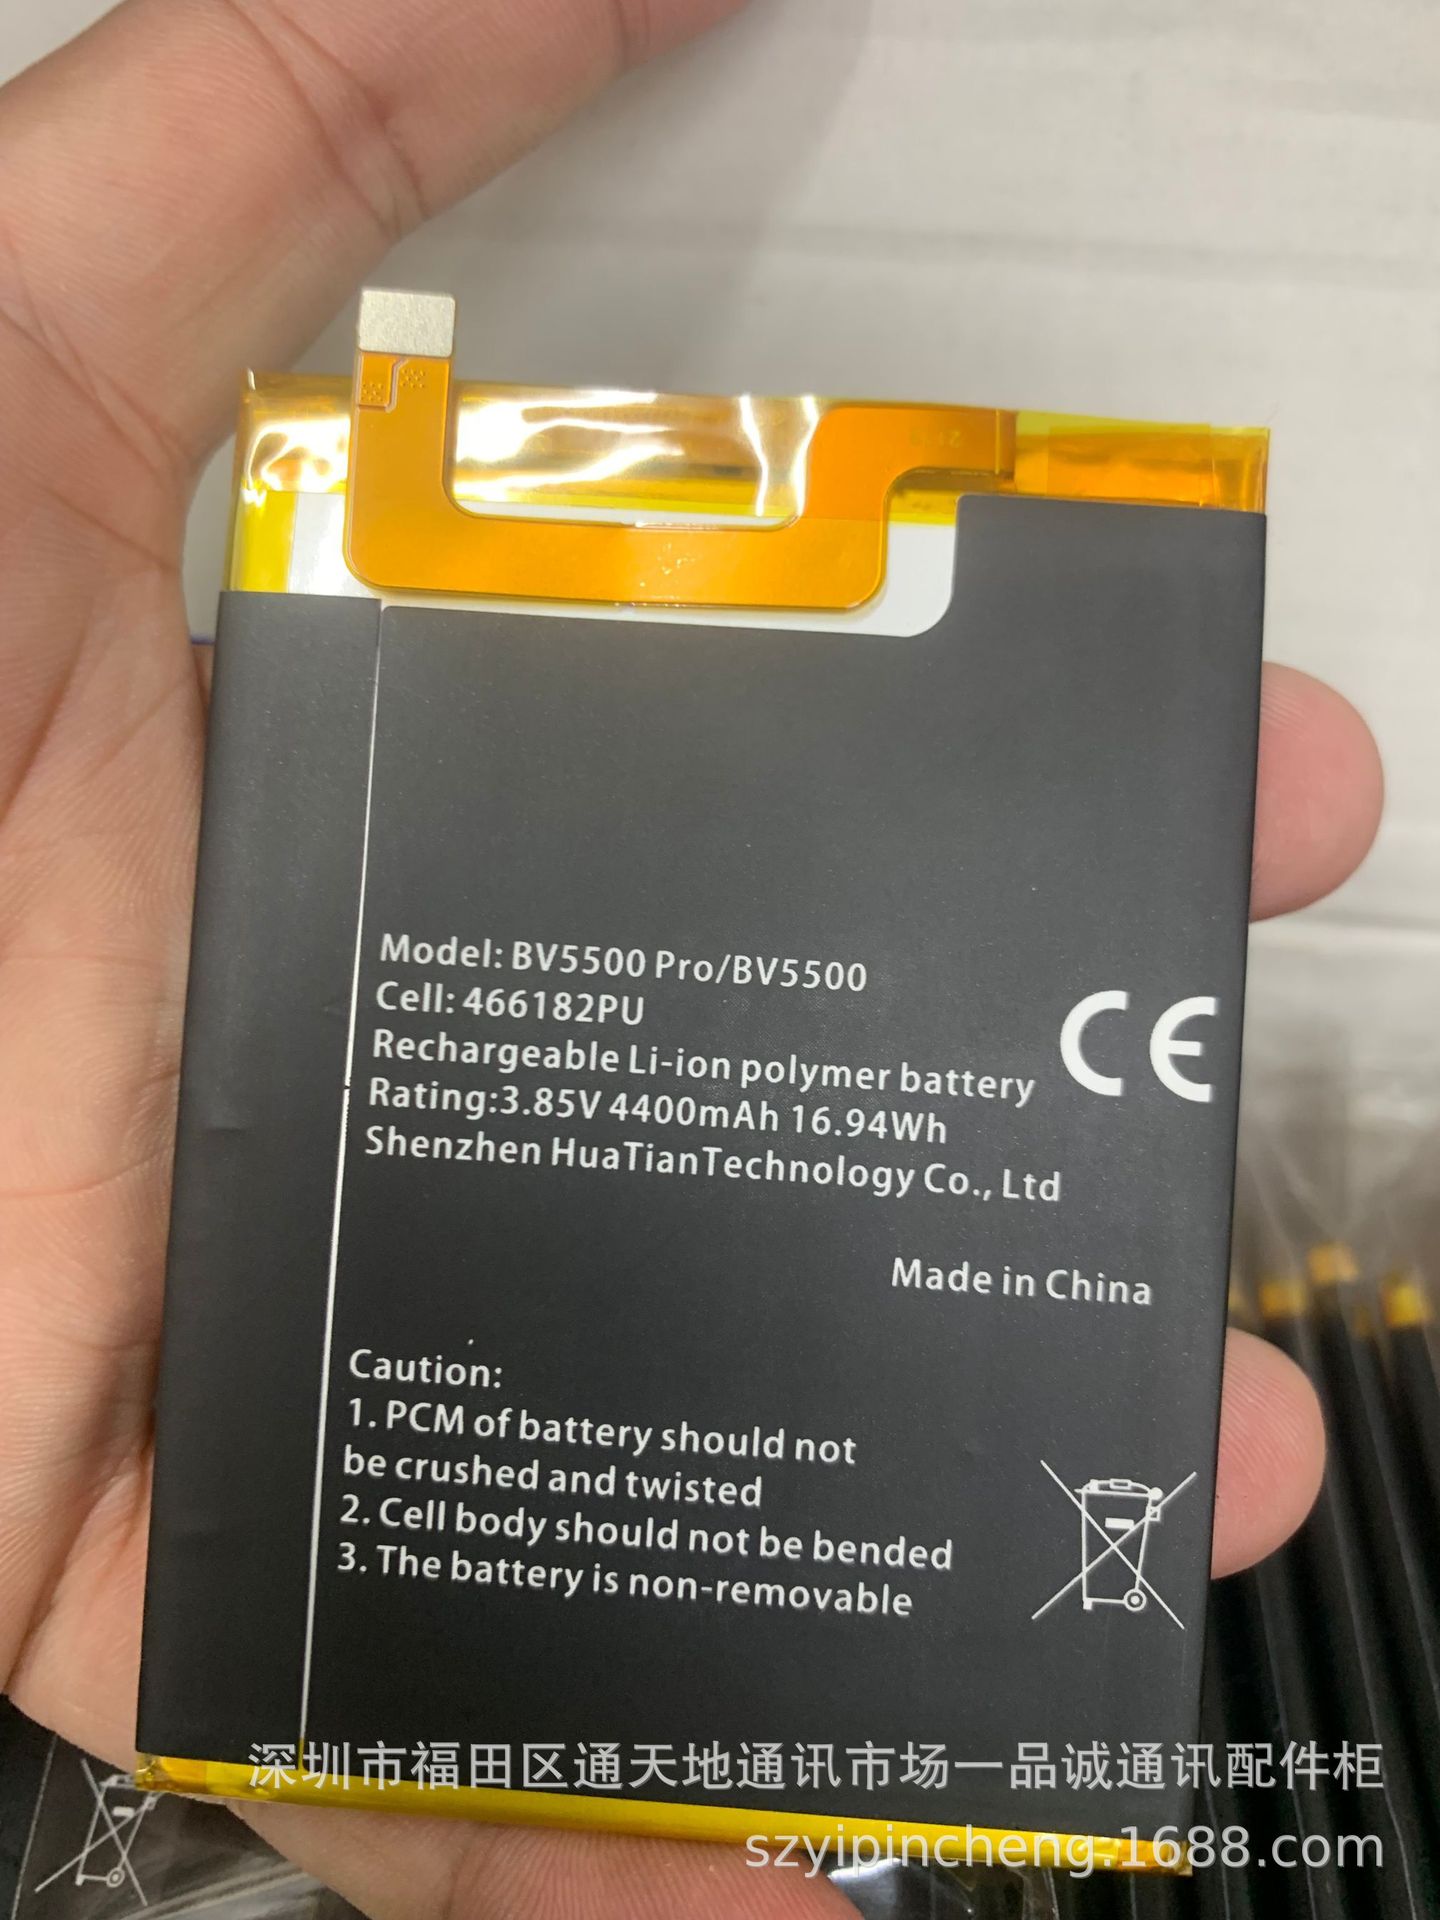 Model: BV5500 Pro/BV5500
Cell: 466182PU
Rechargeable Li-ion polymer battery
Rating:3.85V 4400mAh 16.94Wh
Shenzhen HuaTianTechnology Co., Ltd
CE
Made in China
Caution:
1. PCM of battery should not
be crushed and twisted
2. Cell body should not be bended
3. The battery is non-removable
深圳市福田区通天地通讯市场一品诚通讯配件柜
szyipincheng.1688.com